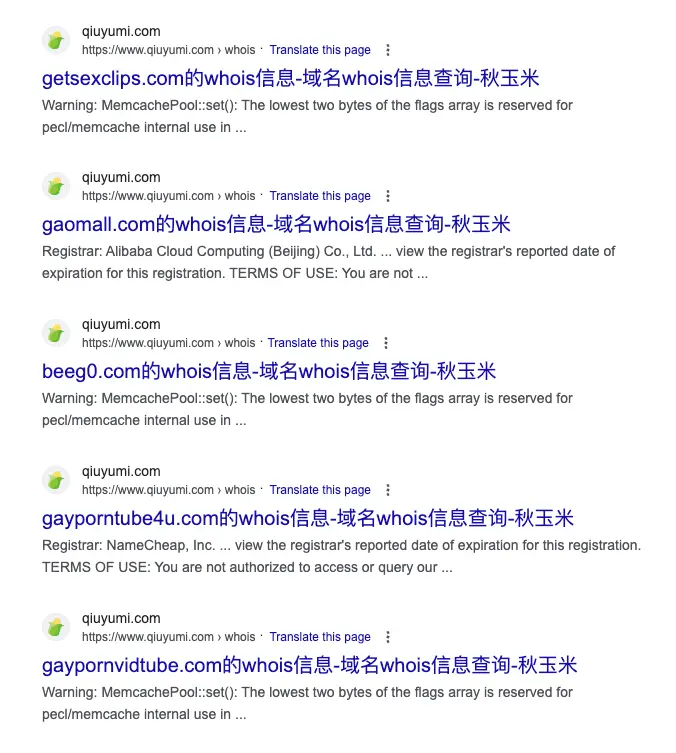 qiuyumi.com
https://www.qiuyumi.com › whois · Translate this page
getsexclips.com的whois信息-域名whois信息查询-秋玉米
Warning: MemcachePool::set(): The lowest two bytes of the flags array is reserved for
pecl/memcache internal use in ...
qiuyumi.com
https://www.qiuyumi.com › whois · Translate this page
gaomall.com的whois信息-域名whois信息查询-秋玉米
Registrar: Alibaba Cloud Computing (Beijing) Co., Ltd. ... view the registrar's reported date of
expiration for this registration. TERMS OF USE: You are not ...
qiuyumi.com
https://www.qiuyumi.com › whois · Translate this page
beeg0.com的whois信息-域名whois信息查询-秋玉米
Warning: MemcachePool::set(): The lowest two bytes of the flags array is reserved for
pecl/memcache internal use in ...
qiuyumi.com
https://www.qiuyumi.com › whois · Translate this page
gayporntube4u.com的whois信息-域名whois信息查询-秋玉米
Registrar: NameCheap, Inc. ... view the registrar's reported date of expiration for this registration.
TERMS OF USE: You are not authorized to access or query our ...
qiuyumi.com
https://www.qiuyumi.com › whois · Translate this page
gaypornvidtube.com的whois信息-域名whois信息查询-秋玉米
Warning: MemcachePool::set(): The lowest two bytes of the flags array is reserved for
pecl/memcache internal use in ...